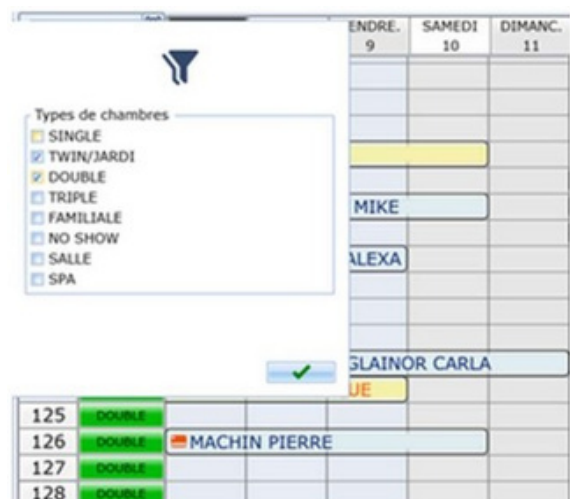 ENDRE. SAMEDI DIMANC.
9 10 11
Types de chambres
SINGLE
TWIN/JARDI
DOUBLE
TRIPLE
FAMILIALE
NO SHOW
SALLE
SPA
MIKE
ALEXA
GLAINOR CARLA
UE
125 DOUBLE
126 DOUBLE MACHIN PIERRE
127 DOUBLE
128 DOUBLE